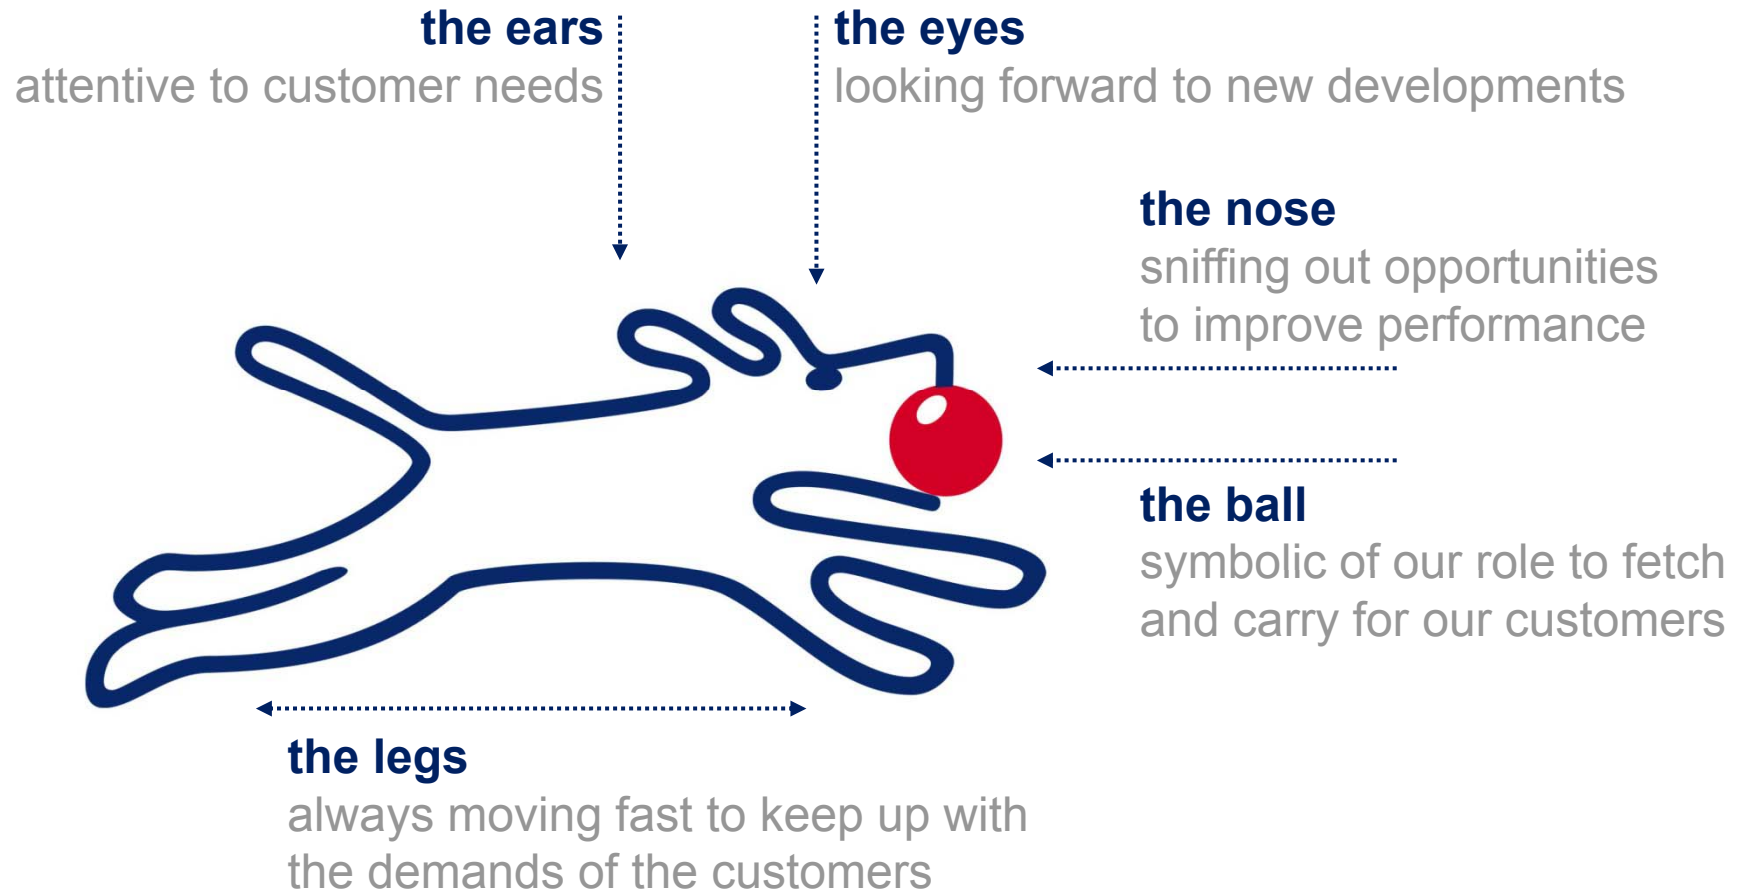 the ears
attentive to customer needs
the eyes
looking forward to new developments
the nose
sniffing out opportunities
to improve performance
the ball
symbolic of our role to fetch
and carry for our customers
the legs
always moving fast to keep up with
the demands of the customers